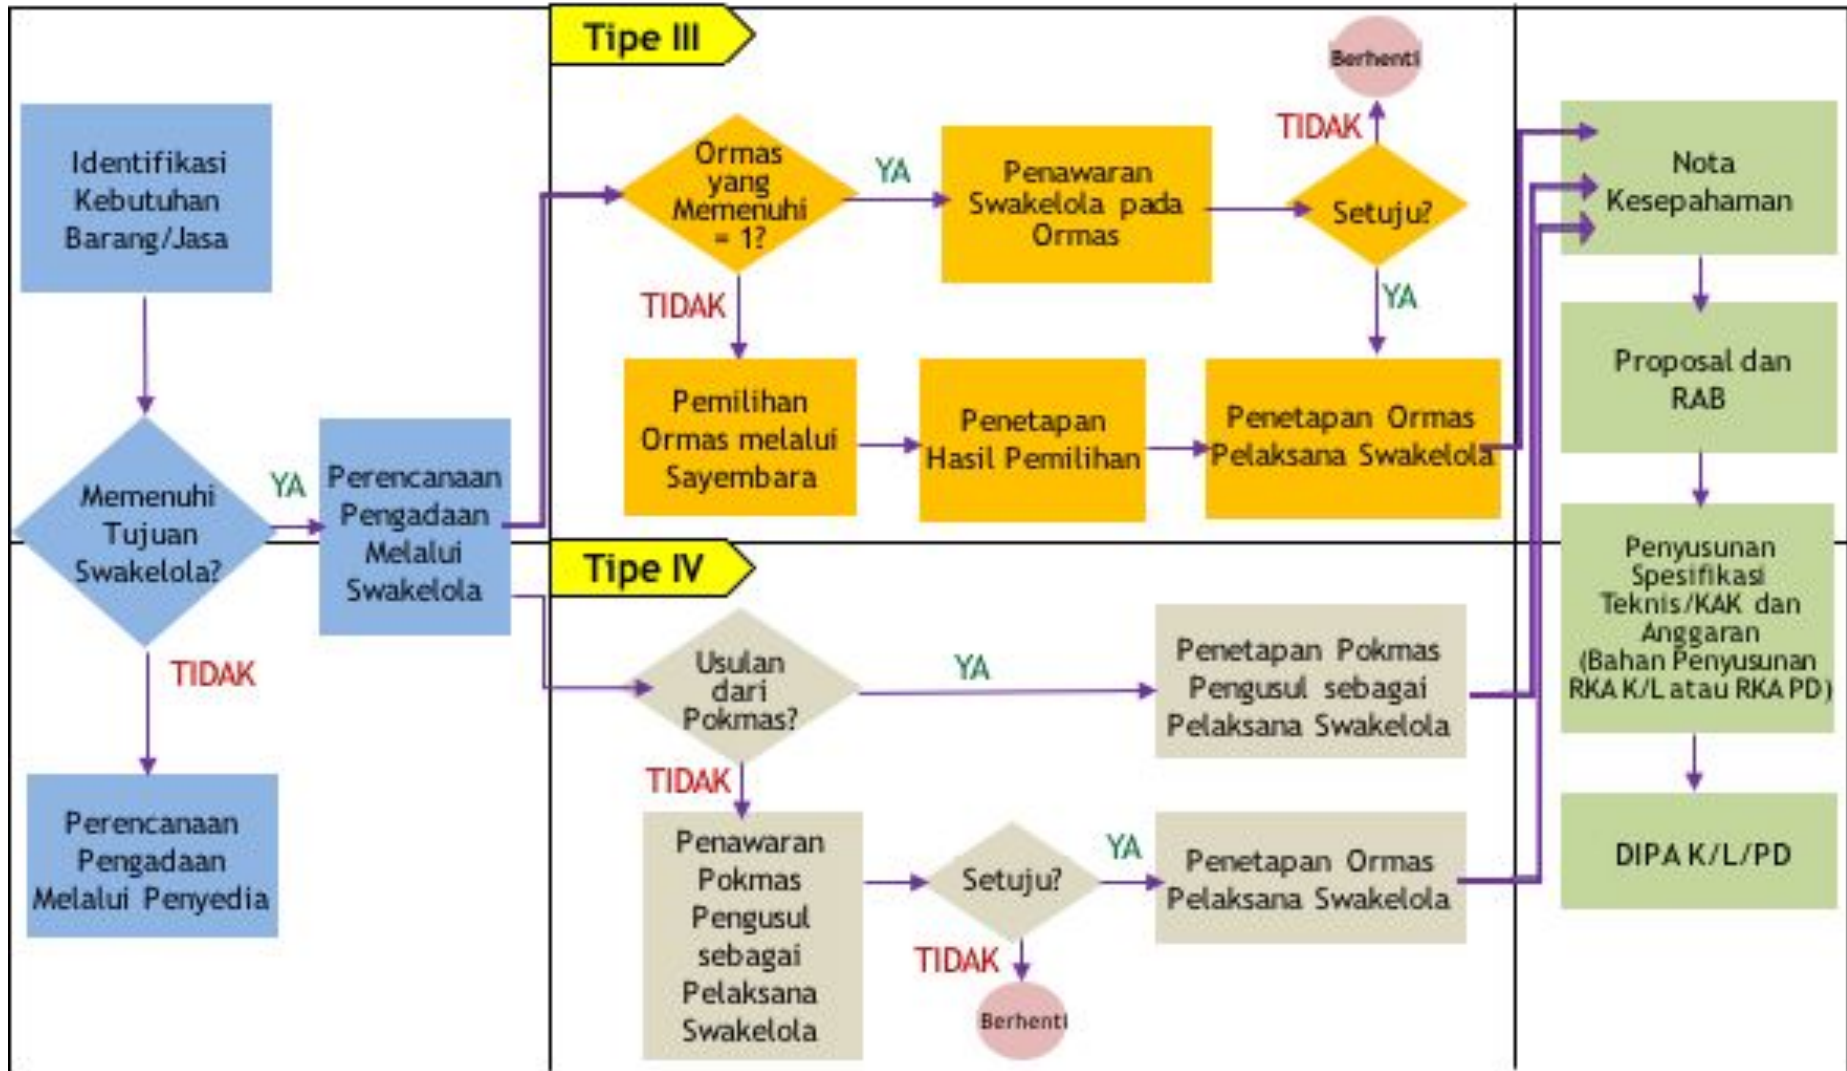 Identifikasi
Kebutuhan
Barang/Jasa
Memenuhi
Tujuan
Swakelola?
YA
TIDAK
Perencanaan
Pengadaan
Melalui
Swakelola
Perencanaan
Pengadaan
Melalui Penyedia
Tipe III
Ormas
yang
Memenuhi
= 1?
YA
TIDAK
Penawaran
Swakelola pada
Ormas
Setuju?
TIDAK
Berhenti
YA
Pemilihan
Ormas melalui
Sayembara
Penetapan
Hasil Pemilihan
Penetapan Ormas
Pelaksana Swakelola
Tipe IV
Usulan
dari
Pokmas?
YA
TIDAK
Penetapan Pokmas
Pengusul sebagai
Pelaksana Swakelola
Penawaran
Pokmas
Pengusul
sebagai
Pelaksana
Swakelola
Setuju?
YA
TIDAK
Berhenti
Penetapan Ormas
Pelaksana Swakelola
Nota
Kesepahaman
Proposal dan
RAB
Penyusunan
Spesifikasi
Teknis/KAK dan
Anggaran
(Bahan Penyusunan
RKA K/L atau RKA PD)
DIPA K/L/PD